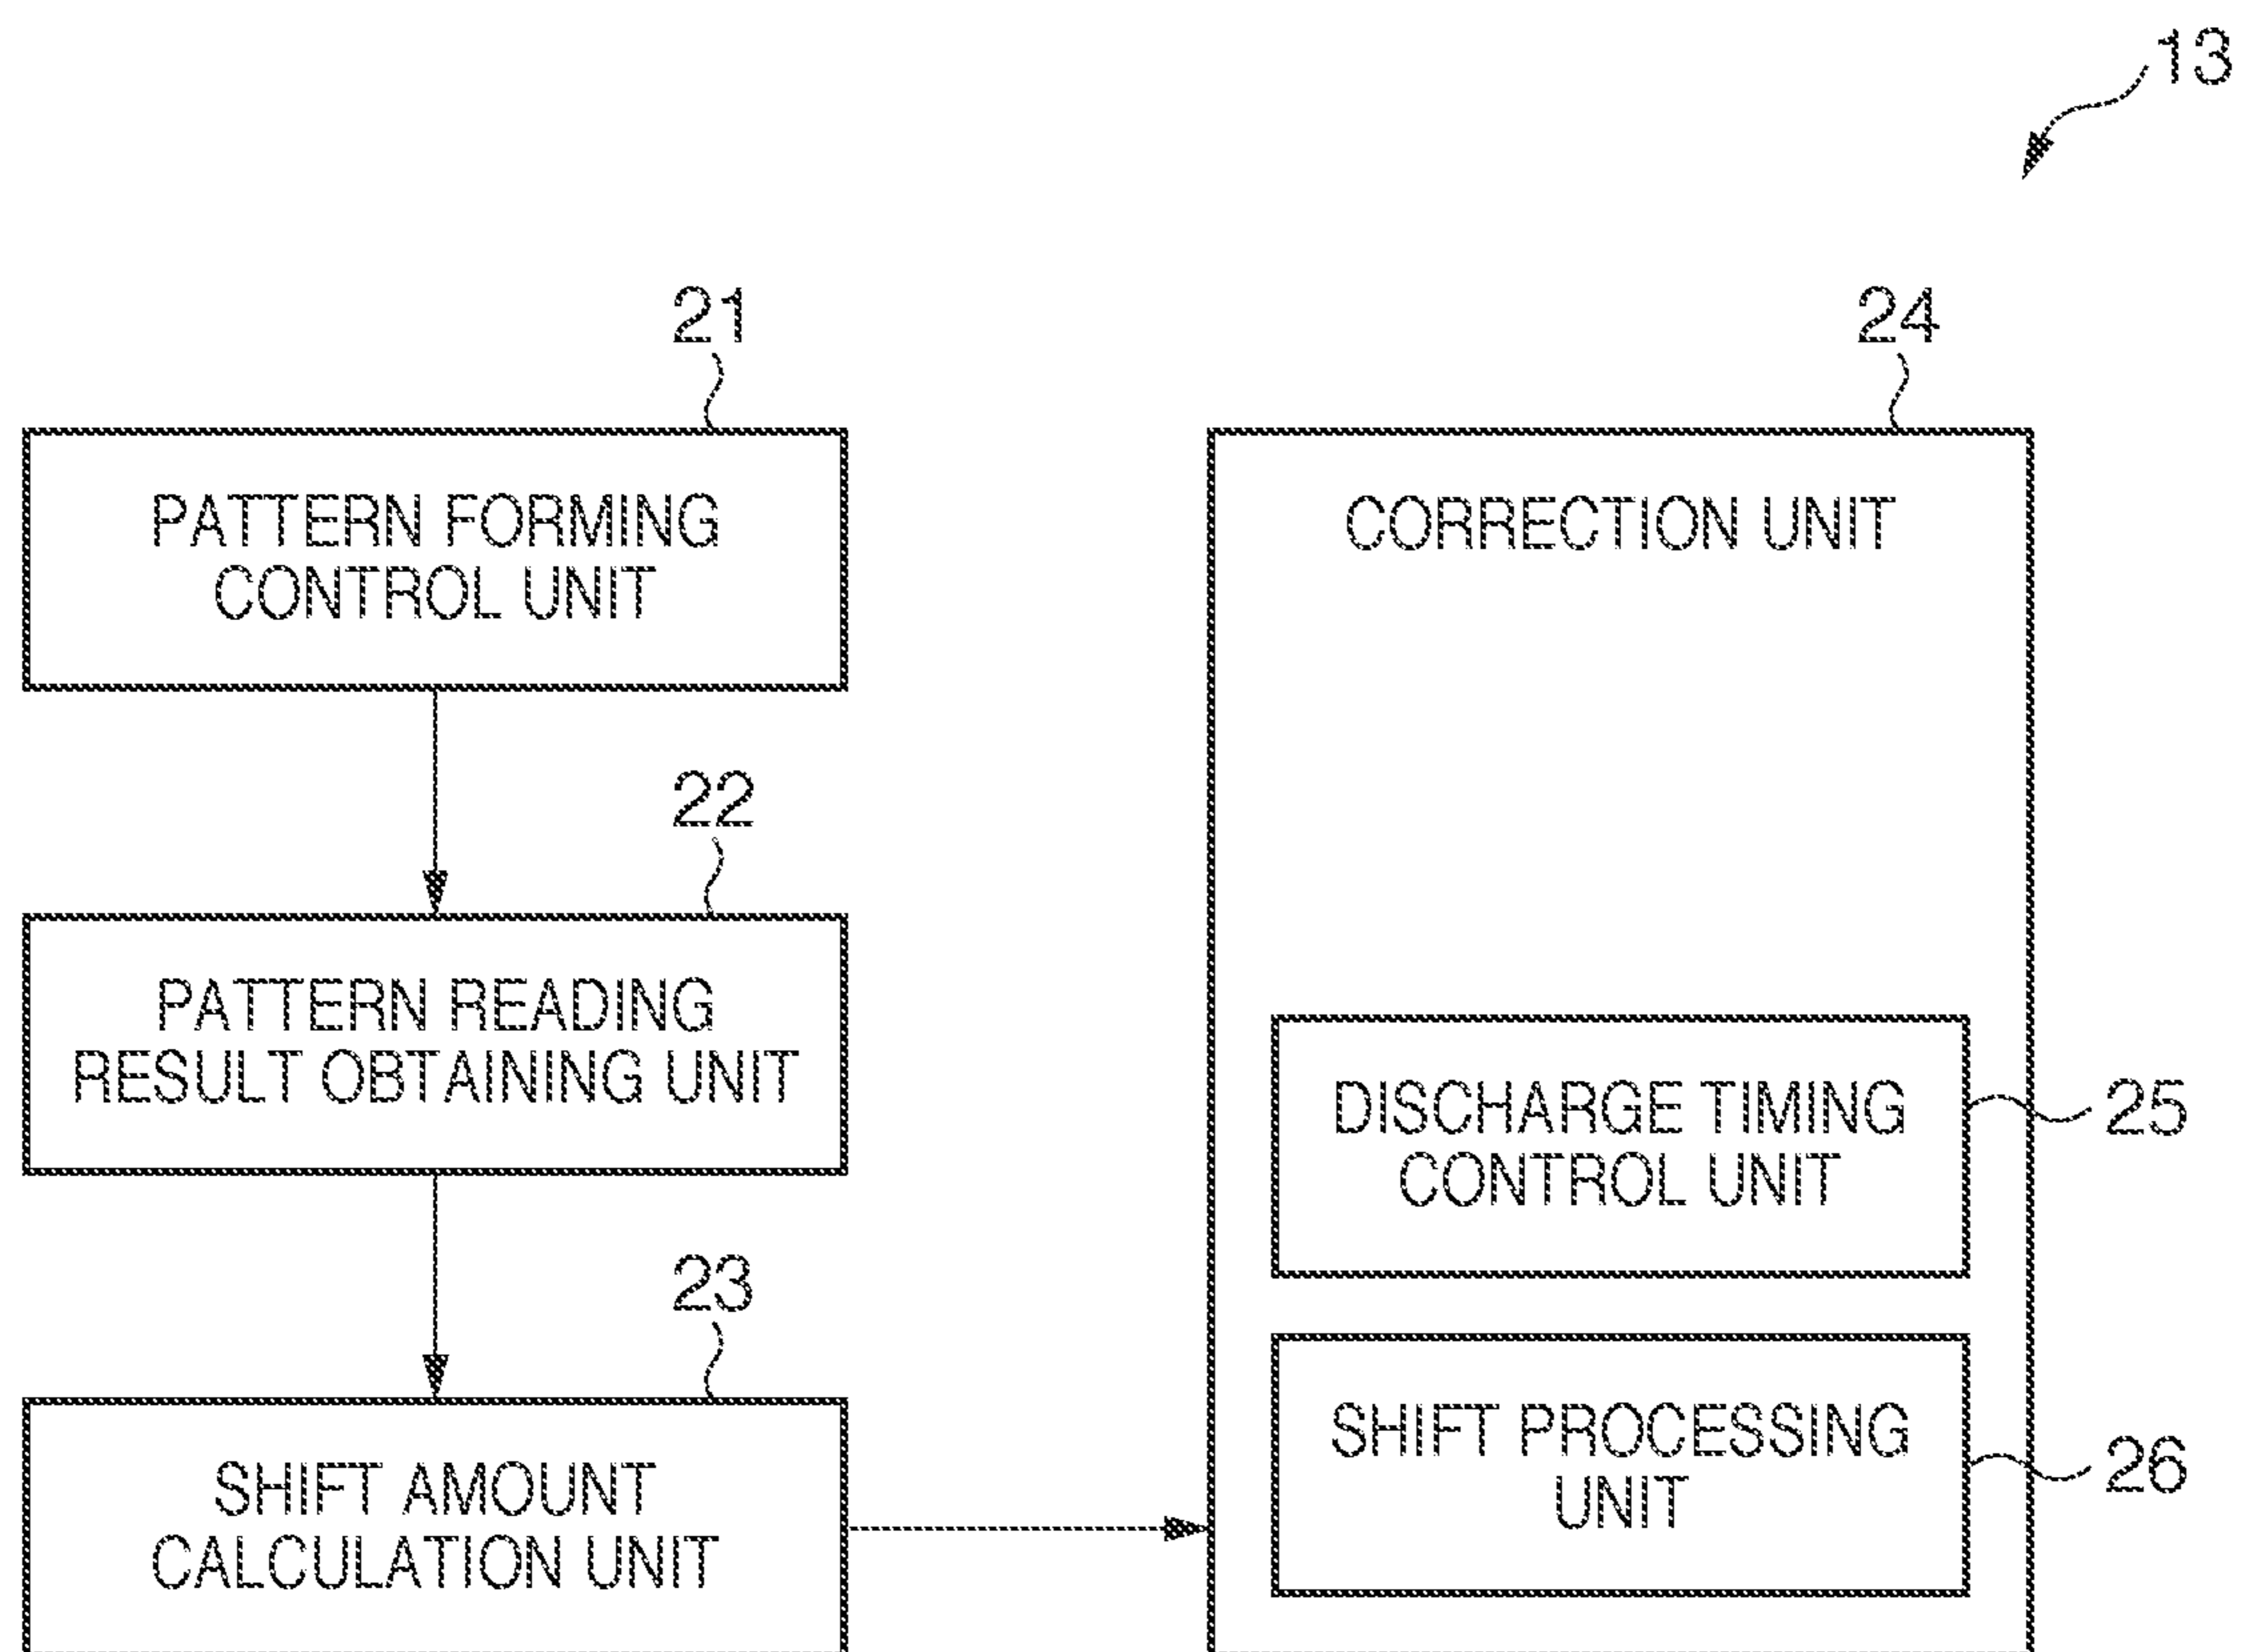 13
21
PATTERN FORMING
CONTROL UNIT
22
PATTERN READING
RESULT OBTAINING UNIT
23
SHIFT AMOUNT
CALCULATION UNIT
24
CORRECTION UNIT
DISCHARGE TIMING
CONTROL UNIT
25
SHIFT PROCESSING
UNIT
26